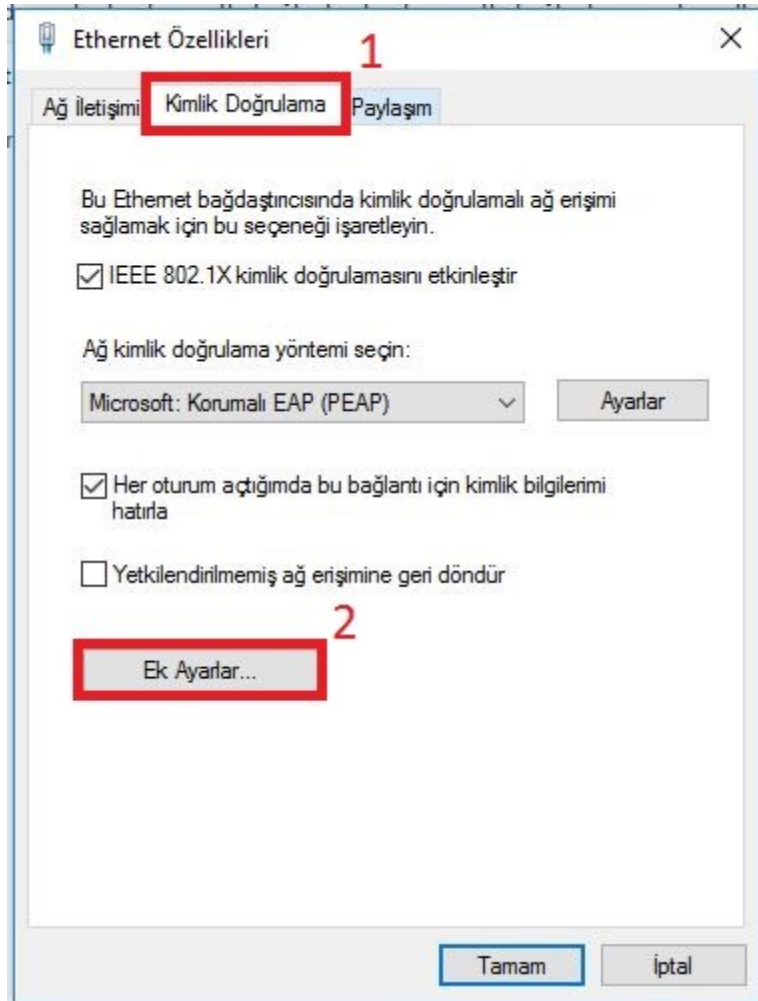 Ethernet Özellikleri
1
Ağ İletişimi Kimlik Doğrulama Paylaşım
Bu Ethernet bağdaştırıcısında kimlik doğrulamalı ağ erişimi
sağlamak için bu seçeneği işaretleyin.
IEEE 802.1X kimlik doğrulamasını etkinleştir
Ağ kimlik doğrulama yöntemi seçin:
Microsoft: Korumalı EAP (PEAP) Ayarlar
Her oturum açtığımda bu bağlantı için kimlik bilgilerimi
hatırla
Yetkilendirilmemiş ağ erişimine geri döndür
2
Ek Ayarlar...
Tamam İptal